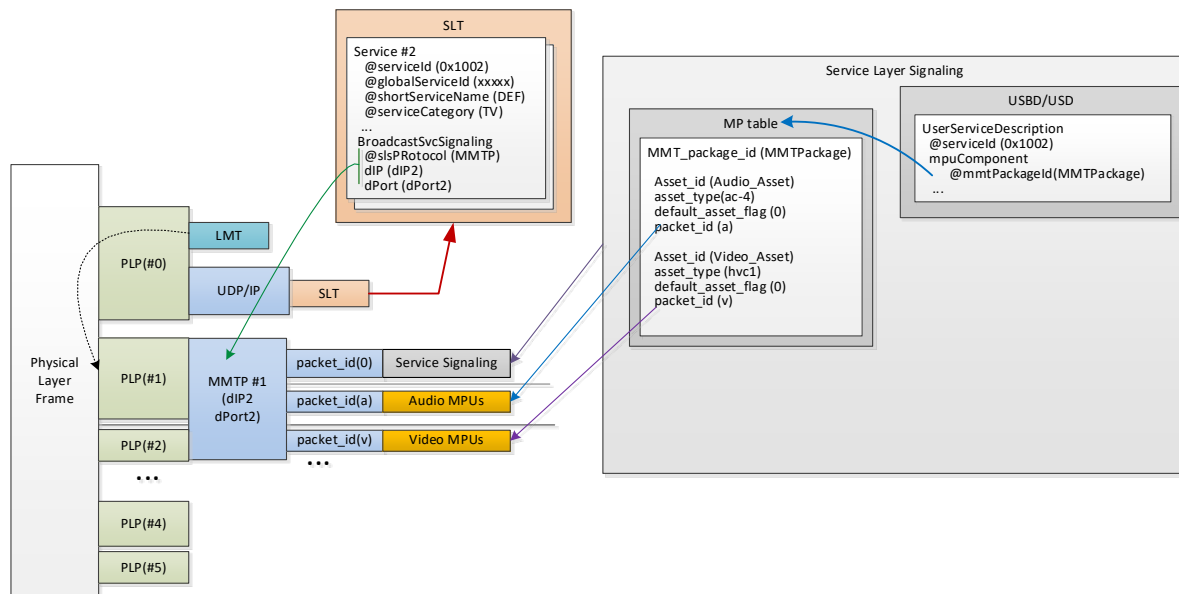 SLT
Service #2
@serviceId (0x1002)
@globalServiceId (xxxxx)
@shortServiceName (DEF)
@serviceCategory (TV)
...
BroadcastSvcSignaling
@slsPRotocol (MMTP)
dIP (dIP2)
dPort (dPort2)
Service Layer Signaling
USBD/USD
UserServiceDescription
@serviceId (0x1002)
mpuComponent
@mmtPackageId(MMTPackage)
...
MP table
MMT_package_id (MMTPackage)
Asset_id (Audio_Asset)
asset_type(ac-4)
default_asset_flag (0)
packet_id (a)
Asset_id (Video_Asset)
asset_type (hvc1)
default_asset_flag (0)
packet_id (v)
Physical
Layer
Frame
PLP(#0)
LMT
UDP/IP
SLT
PLP(#1)
MMTP #1
(dIP2
dPort2)
packet_id(0)
Service Signaling
packet_id(a)
Audio MPUs
PLP(#2)
packet_id(v)
Video MPUs
...
...
PLP(#4)
PLP(#5)